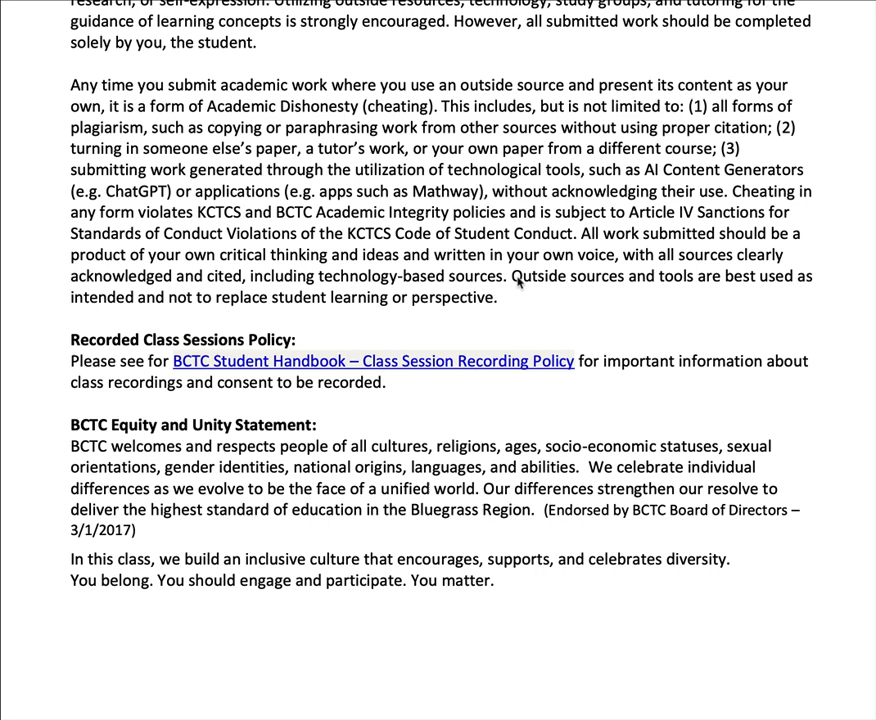 research, or self-expression. Utilizing outside resources, technology, study groups, and tutoring for the
guidance of learning concepts is strongly encouraged. However, all submitted work should be completed
solely by you, the student.
Any time you submit academic work where you use an outside source and present its content as your
own, it is a form of Academic Dishonesty (cheating). This includes, but is not limited to: (1) all forms of
plagiarism, such as copying or paraphrasing work from other sources without using proper citation; (2)
turning in someone else’s paper, a tutor’s work, or your own paper from a different course; (3)
submitting work generated through the utilization of technological tools, such as AI Content Generators
(e.g. ChatGPT) or applications (e.g. apps such as Mathway), without acknowledging their use. Cheating in
any form violates KCTCS and BCTC Academic Integrity policies and is subject to Article IV Sanctions for
Standards of Conduct Violations of the KCTCS Code of Student Conduct. All work submitted should be a
product of your own critical thinking and ideas and written in your own voice, with all sources clearly
acknowledged and cited, including technology-based sources. Outside sources and tools are best used as
intended and not to replace student learning or perspective.
Recorded Class Sessions Policy:
Please see for BCTC Student Handbook – Class Session Recording Policy for important information about
class recordings and consent to be recorded.
BCTC Equity and Unity Statement:
BCTC welcomes and respects people of all cultures, religions, ages, socio-economic statuses, sexual
orientations, gender identities, national origins, languages, and abilities.  We celebrate individual
differences as we evolve to be the face of a unified world. Our differences strengthen our resolve to
deliver the highest standard of education in the Bluegrass Region.  (Endorsed by BCTC Board of Directors –
3/1/2017)
In this class, we build an inclusive culture that encourages, supports, and celebrates diversity.
You belong. You should engage and participate. You matter.